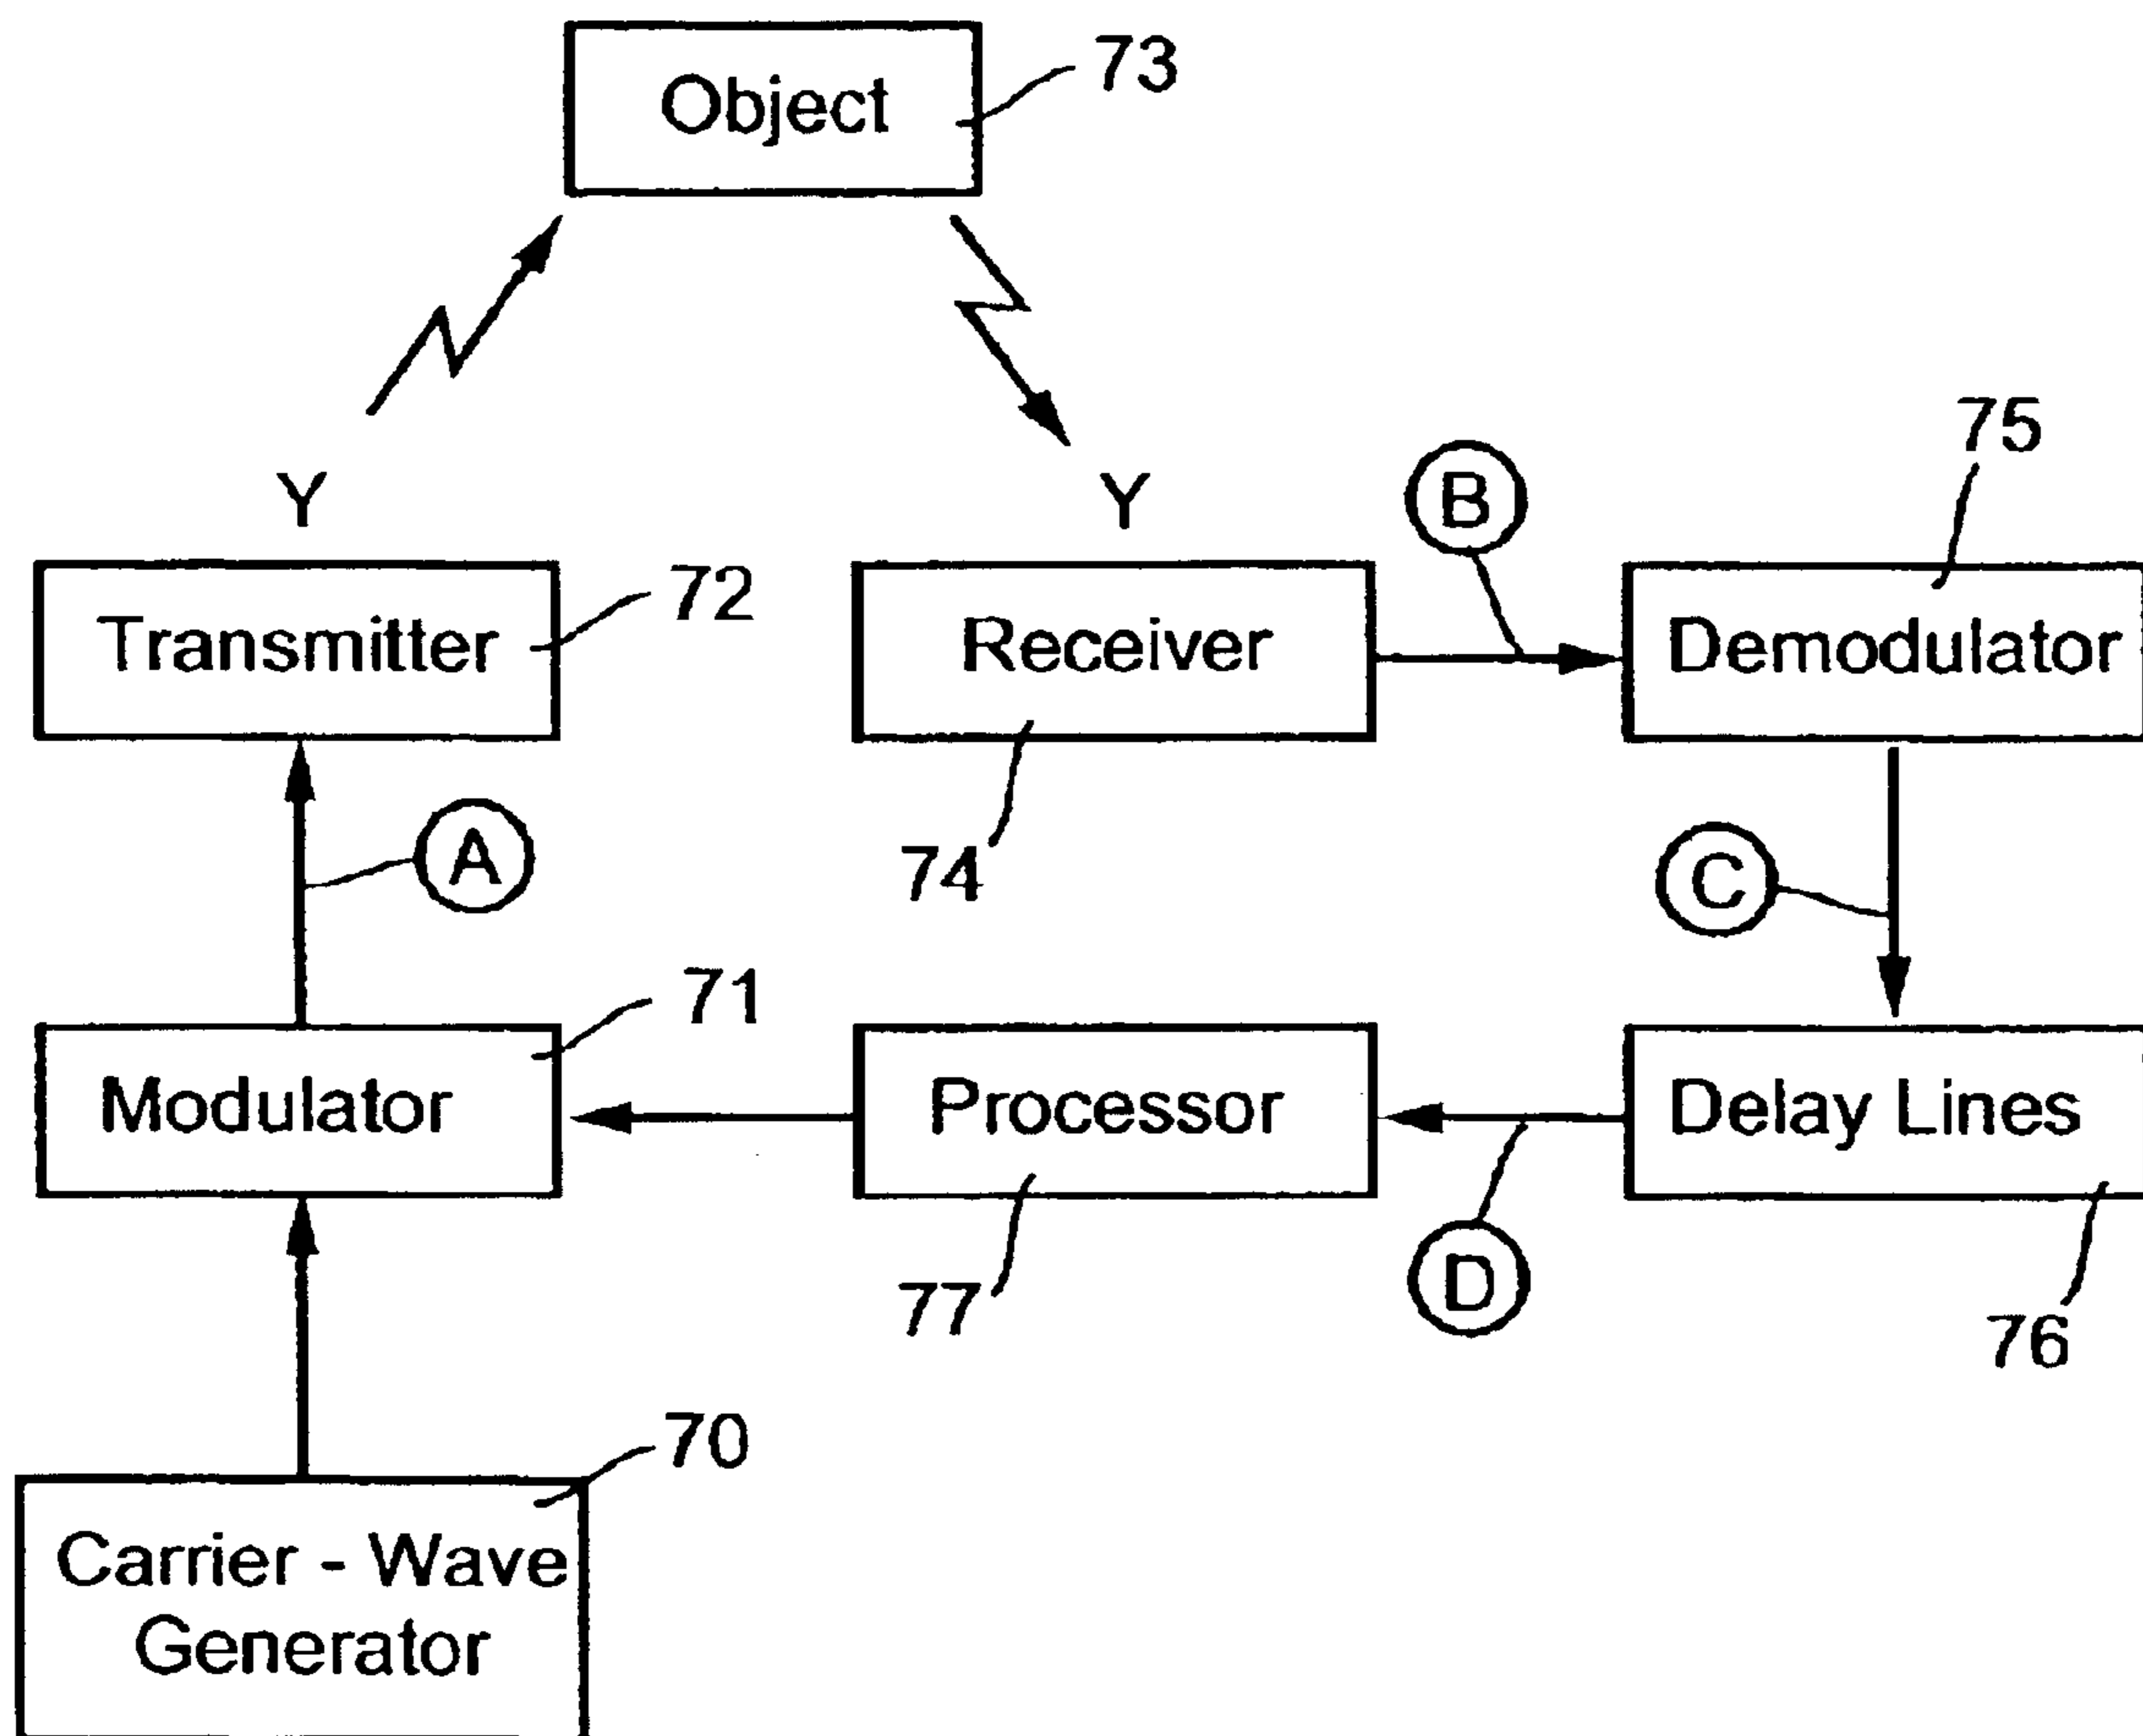 Object
73
75
Y
Y
B
Transmitter
72
Receiver
Demodulator
A
74
C
71
Modulator
Processor
Delay Lines
77
D
76
70
Carrier - Wave
Generator